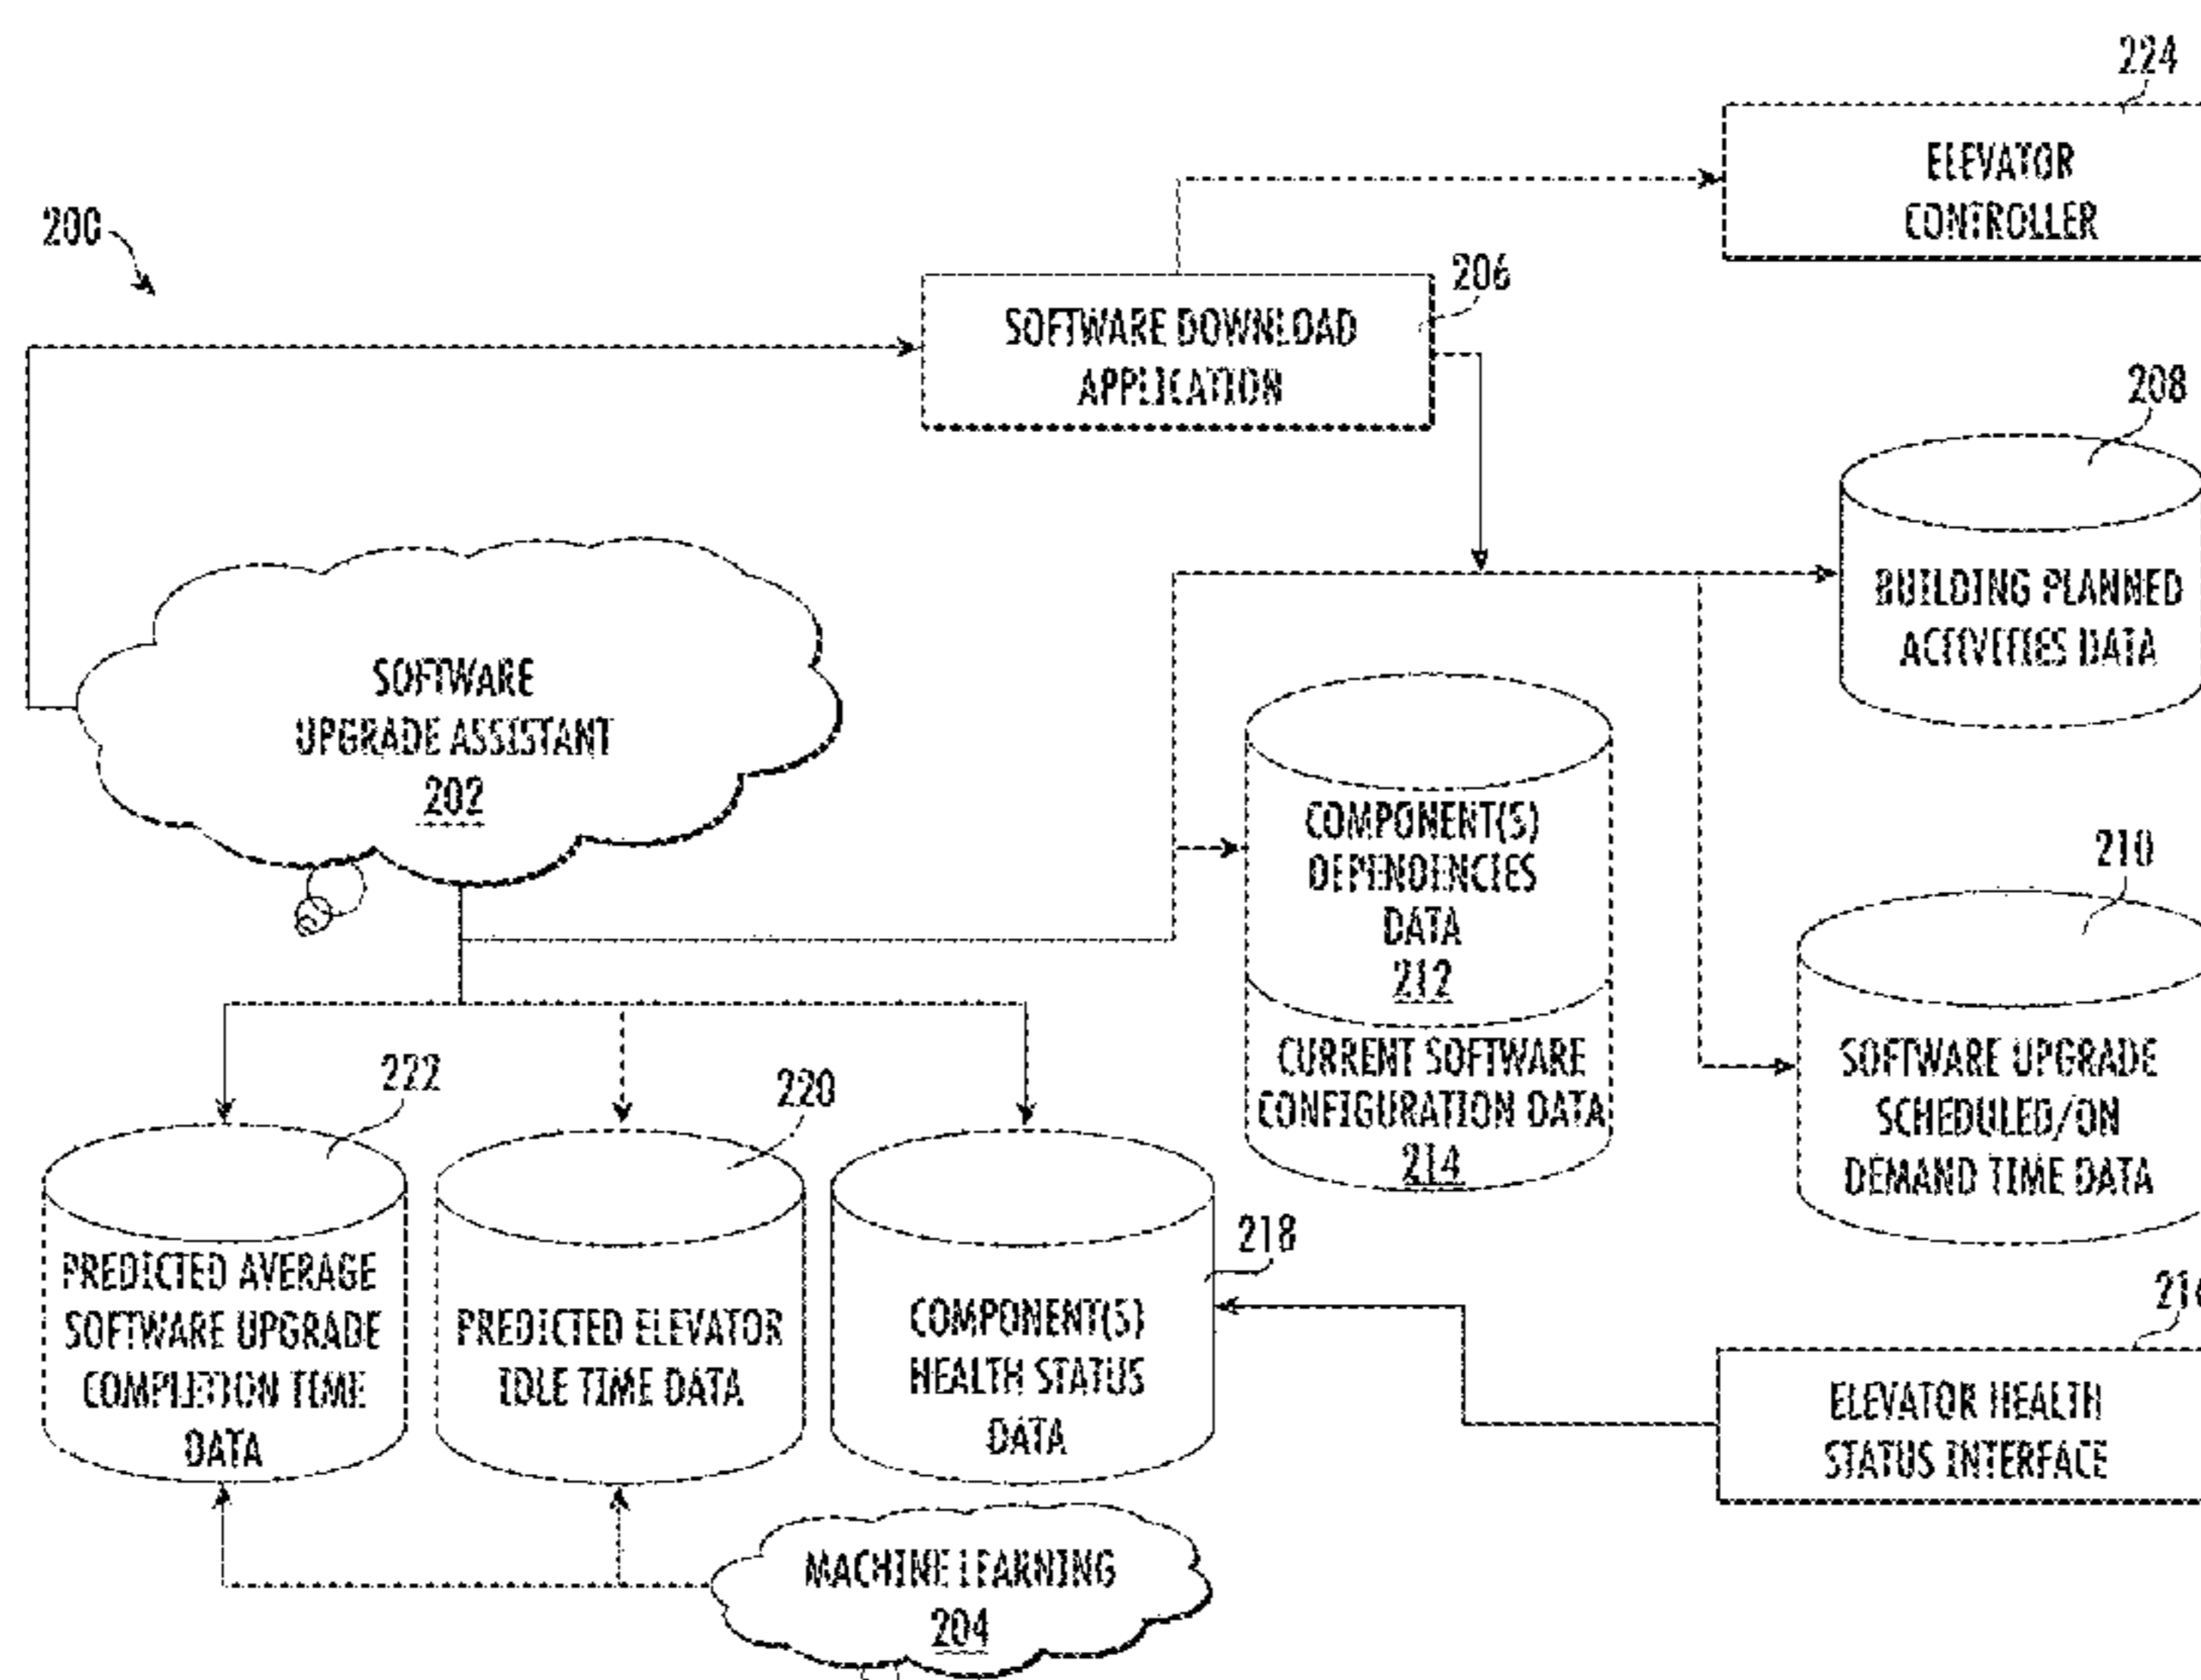 224
ELEVATOR
CONTROLLER
200
206
SOFTWARE DOWNLOAD
APPLICATION
208
BUILDING PLANNED
ACTIVITIES DATA
SOFTWARE
UPGRADE ASSISTANT
202
COMPONENT(S)
DEPENDENCIES
DATA
212
CURRENT SOFTWARE
CONFIGURATION DATA
214
210
SOFTWARE UPGRADE
SCHEDULED/ON
DEMAND TIME DATA
222
PREDICTED AVERAGE
SOFTWARE UPGRADE
COMPLETION TIME
DATA
220
PREDICTED ELEVATOR
IDLE TIME DATA
218
COMPONENT(S)
HEALTH STATUS
DATA
216
ELEVATOR HEALTH
STATUS INTERFACE
MACHINE LEARNING
204